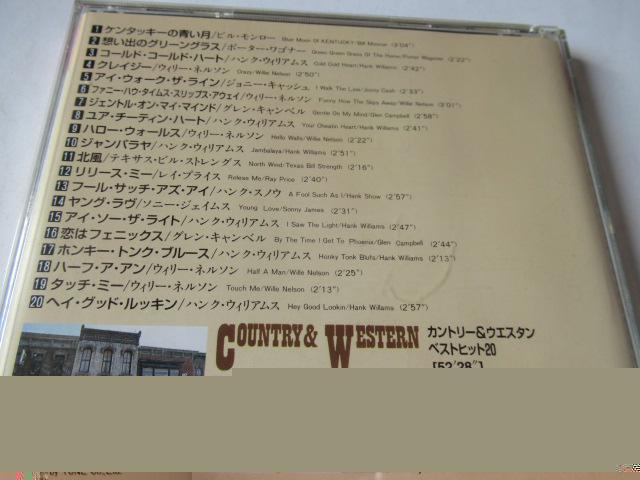 1 ケンタッキーの青い月/ビル・モンロー Blue Moon Of KENTUCKY/Bill Monroe (3'04")
2 想い出のグリーングラス/ポーター・ワゴナー Green Green Grass Of Home/Porter Wagoner (2'22")
3 コールド・コールド・ハート/ハンク・ウィリアムス Cold Cold Heart/Hank Williams (2'42")
4 クレイジー/ウィリー・ネルソン Crazy/Willie Nelson (2'50")
5 アイ・ウォーク・ザ・ライン/ジョニー・キャッシュ I Walk The Line/Jonny Cash (2'33")
6 ファニー・ハウ・タイム・スリップス・アウェイ/ウィリー・ネルソン Funny How The Skips Away/Willie Nelson (3'01")
7 ジェントル・オン・マイ・マインド/グレン・キャンベル Gentle On My Mind/Glen Campbell (2'58")
8 ユア・チーティン・ハート/ハンク・ウィリアムス Your Cheatin Heart/Hank Williams (2'41")
9 ハロー・ウォールス/ウィリー・ネルソン Hello Walls/Willie Nelson (2'22")
10 ジャンバラヤ/ハンク・ウィリアムス Jambalaya/Hank Williams (2'51")
11 北風/テキサス・ビル・ストレングス North Wind/Texas Bill Strength (2'16")
12 リリース・ミー/レイ・プライス Relese Me/Ray Price (2'40")
13 フール・サッチ・アズ・アイ/ハンク・スノウ A Fool Such As I/Hank Show (2'57")
14 ヤング・ラヴ/ソニー・ジェイムス Young Love/Sonny James (2'31")
15 アイ・ソー・ザ・ライト/ハンク・ウィリアムス I Saw The Light/Hank Williams (2'47")
16 恋はフェニックス/グレン・キャンベル By The Time I Get To Phoenix/Glen Campbell (2'44")
17 ホンキー・トンク・ブルース/ハンク・ウィリアムス Honky Tonk Blufs/Hank Williams (2'13")
18 ハーフ・ア・アン/ウィリー・ネルソン Half A Man/Willie Nelson (2'25")
19 タッチ・ミー/ウィリー・ネルソン Touch Me/Willie Nelson (2'13")
20 ヘイ・グッド・ルッキン/ハンク・ウィリアムス Hey Good Lookin/Hank Willams (2'57")
COUNTRY & WESTERN カントリー&ウエスタン
ベストヒット20
[52'28"]